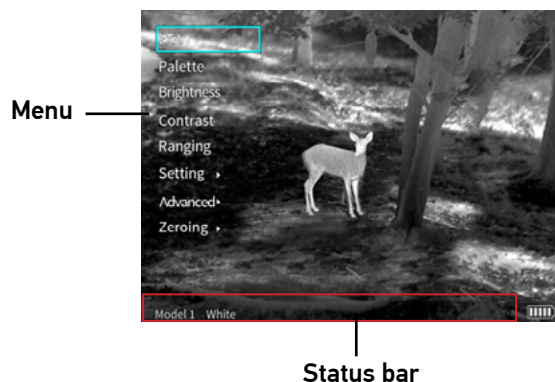 Palette
Brightness
Contrast
Ranging
Setting
Advanced
Zeroing
Menu
Model 1 White
Status bar